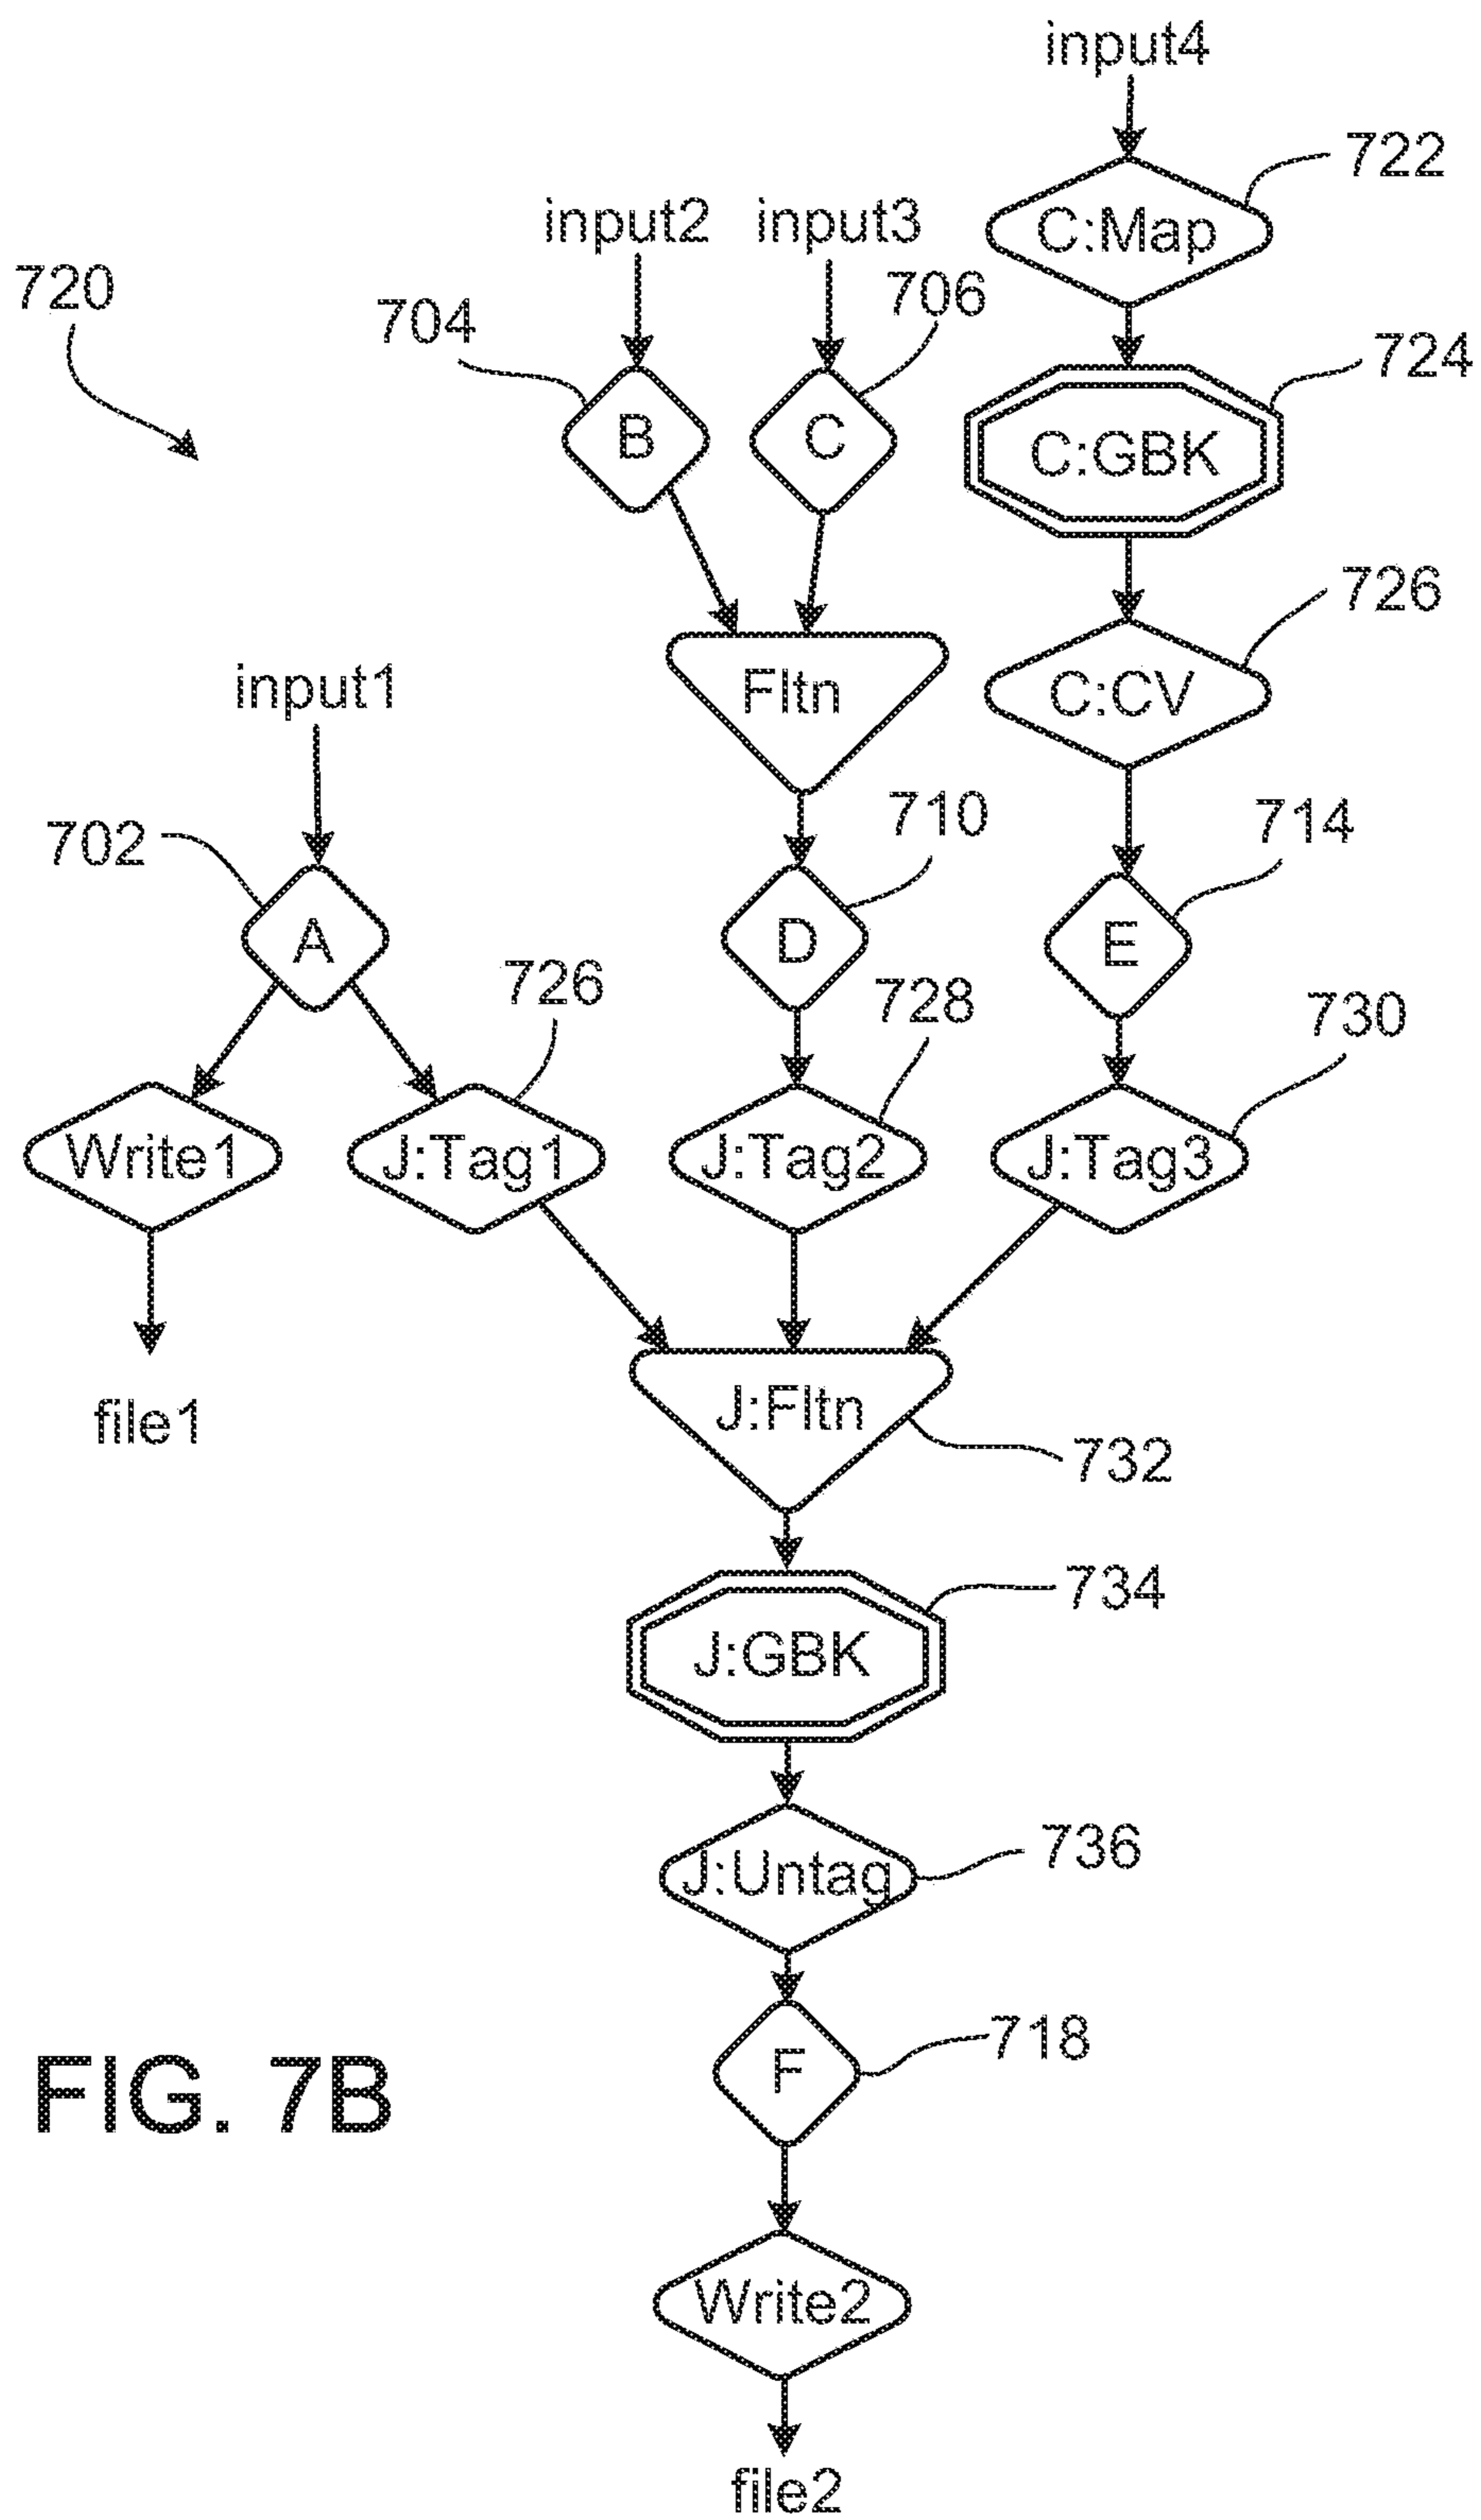 input4
722
C:Map
input2
input3
720
704
706
724
B
C
C:GBK
726
input1
Fltn
C:CV
702
710
714
A
D
E
726
728
730
Write1
J:Tag1
J:Tag2
J:Tag3
file1
J:Fltn
732
734
J:GBK
736
J:Untag
718
F
FIG. 7B
Write2
file2